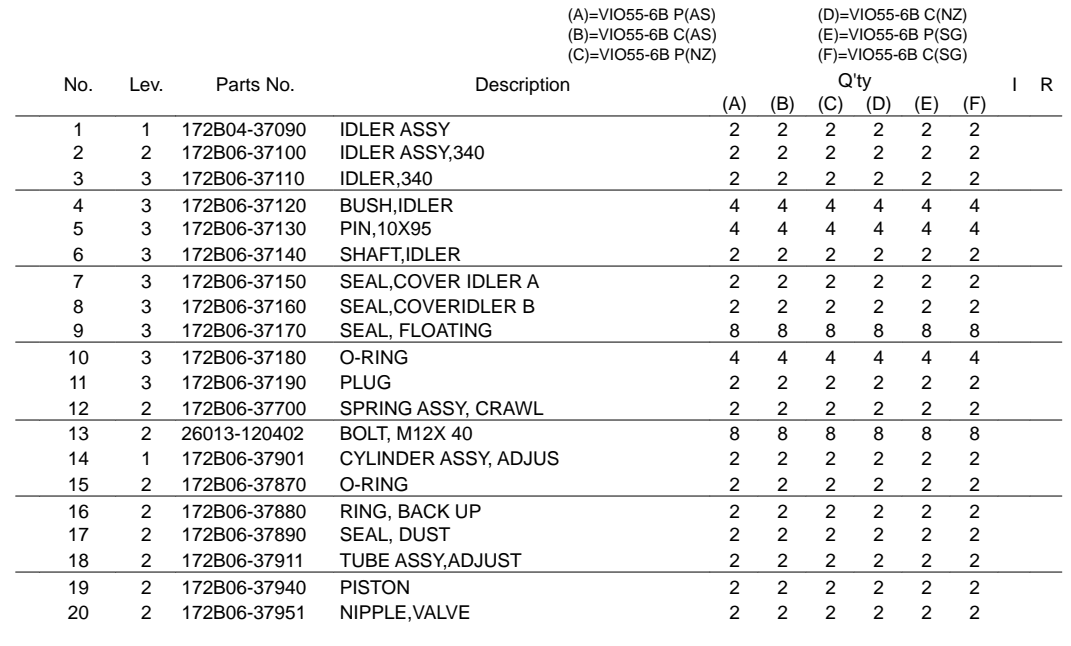 (A)=VIO55-6B P(AS) (D)=VIO55-6B C(NZ)
(B)=VIO55-6B C(AS) (E)=VIO55-6B P(SG)
(C)=VIO55-6B P(NZ) (F)=VIO55-6B C(SG)
No. Lev. Parts No. Description Q'ty I R
(A) (B) (C) (D) (E) (F)
1 1 172B04-37090 IDLER ASSY 2 2 2 2 2 2
2 2 172B06-37100 IDLER ASSY,340 2 2 2 2 2 2
3 3 172B06-37110 IDLER,340 2 2 2 2 2 2
4 3 172B06-37120 BUSH,IDLER 4 4 4 4 4 4
5 3 172B06-37130 PIN,10X95 4 4 4 4 4 4
6 3 172B06-37140 SHAFT,IDLER 2 2 2 2 2 2
7 3 172B06-37150 SEAL,COVER IDLER A 2 2 2 2 2 2
8 3 172B06-37160 SEAL,COVERIDLER B 2 2 2 2 2 2
9 3 172B06-37170 SEAL, FLOATING 8 8 8 8 8 8
10 3 172B06-37180 O-RING 4 4 4 4 4 4
11 3 172B06-37190 PLUG 2 2 2 2 2 2
12 2 172B06-37700 SPRING ASSY, CRAWL 2 2 2 2 2 2
13 2 26013-120402 BOLT, M12X 40 8 8 8 8 8 8
14 1 172B06-37901 CYLINDER ASSY, ADJUS 2 2 2 2 2 2
15 2 172B06-37870 O-RING 2 2 2 2 2 2
16 2 172B06-37880 RING, BACK UP 2 2 2 2 2 2
17 2 172B06-37890 SEAL, DUST 2 2 2 2 2 2
18 2 172B06-37911 TUBE ASSY,ADJUST 2 2 2 2 2 2
19 2 172B06-37940 PISTON 2 2 2 2 2 2
20 2 172B06-37951 NIPPLE,VALVE 2 2 2 2 2 2